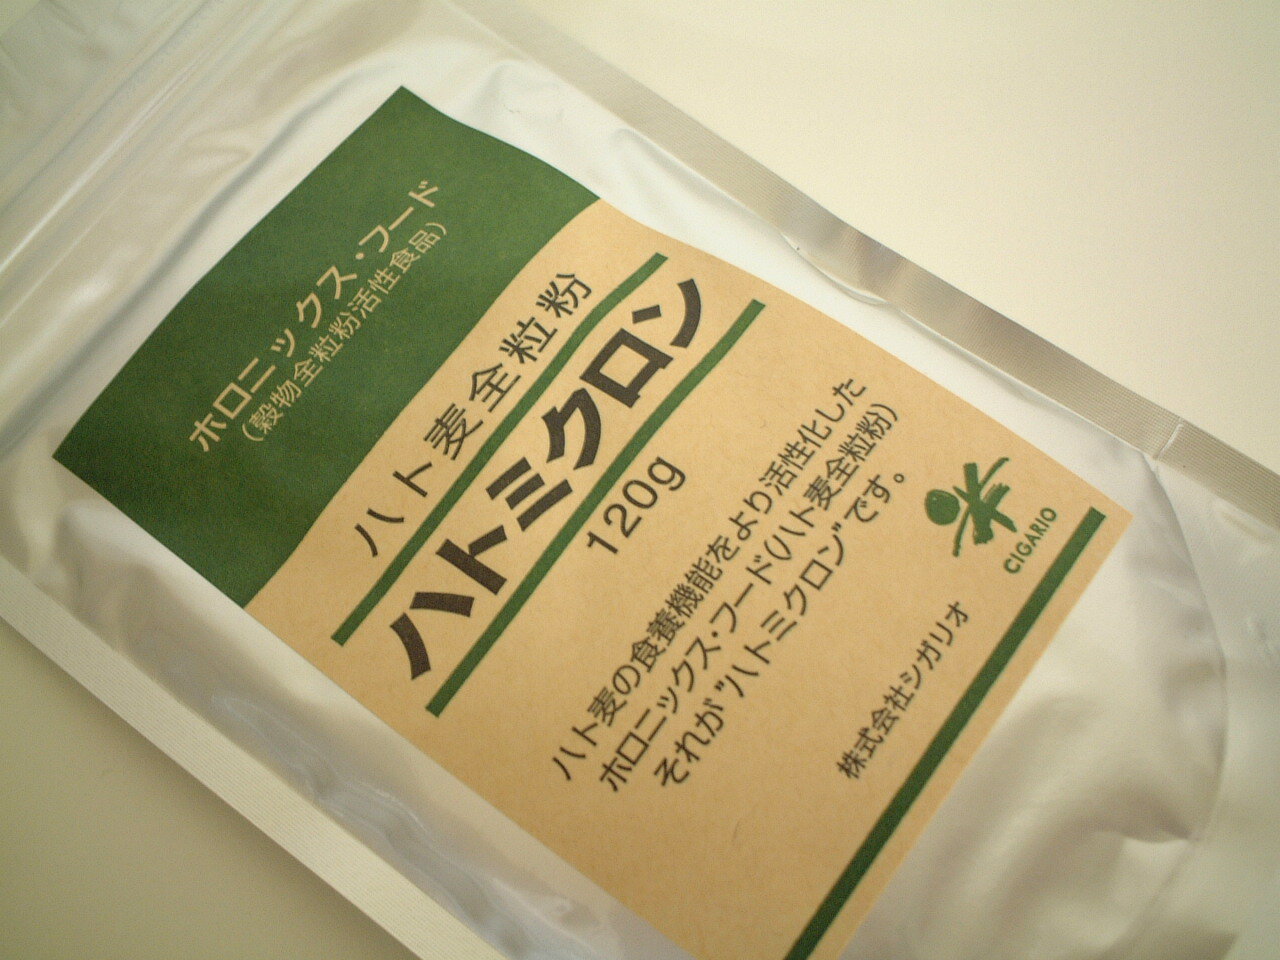 ホロニックス・フード
(穀物全粒粉活性食品)
ハト麦全粒粉
ハトミクロン
120g
ハト麦の食養機能をより活性化した
ホロニックス・フード(ハト麦全粒粉)
それが"ハトミクロン"です。
CIGARIO
株式会社シガリオ